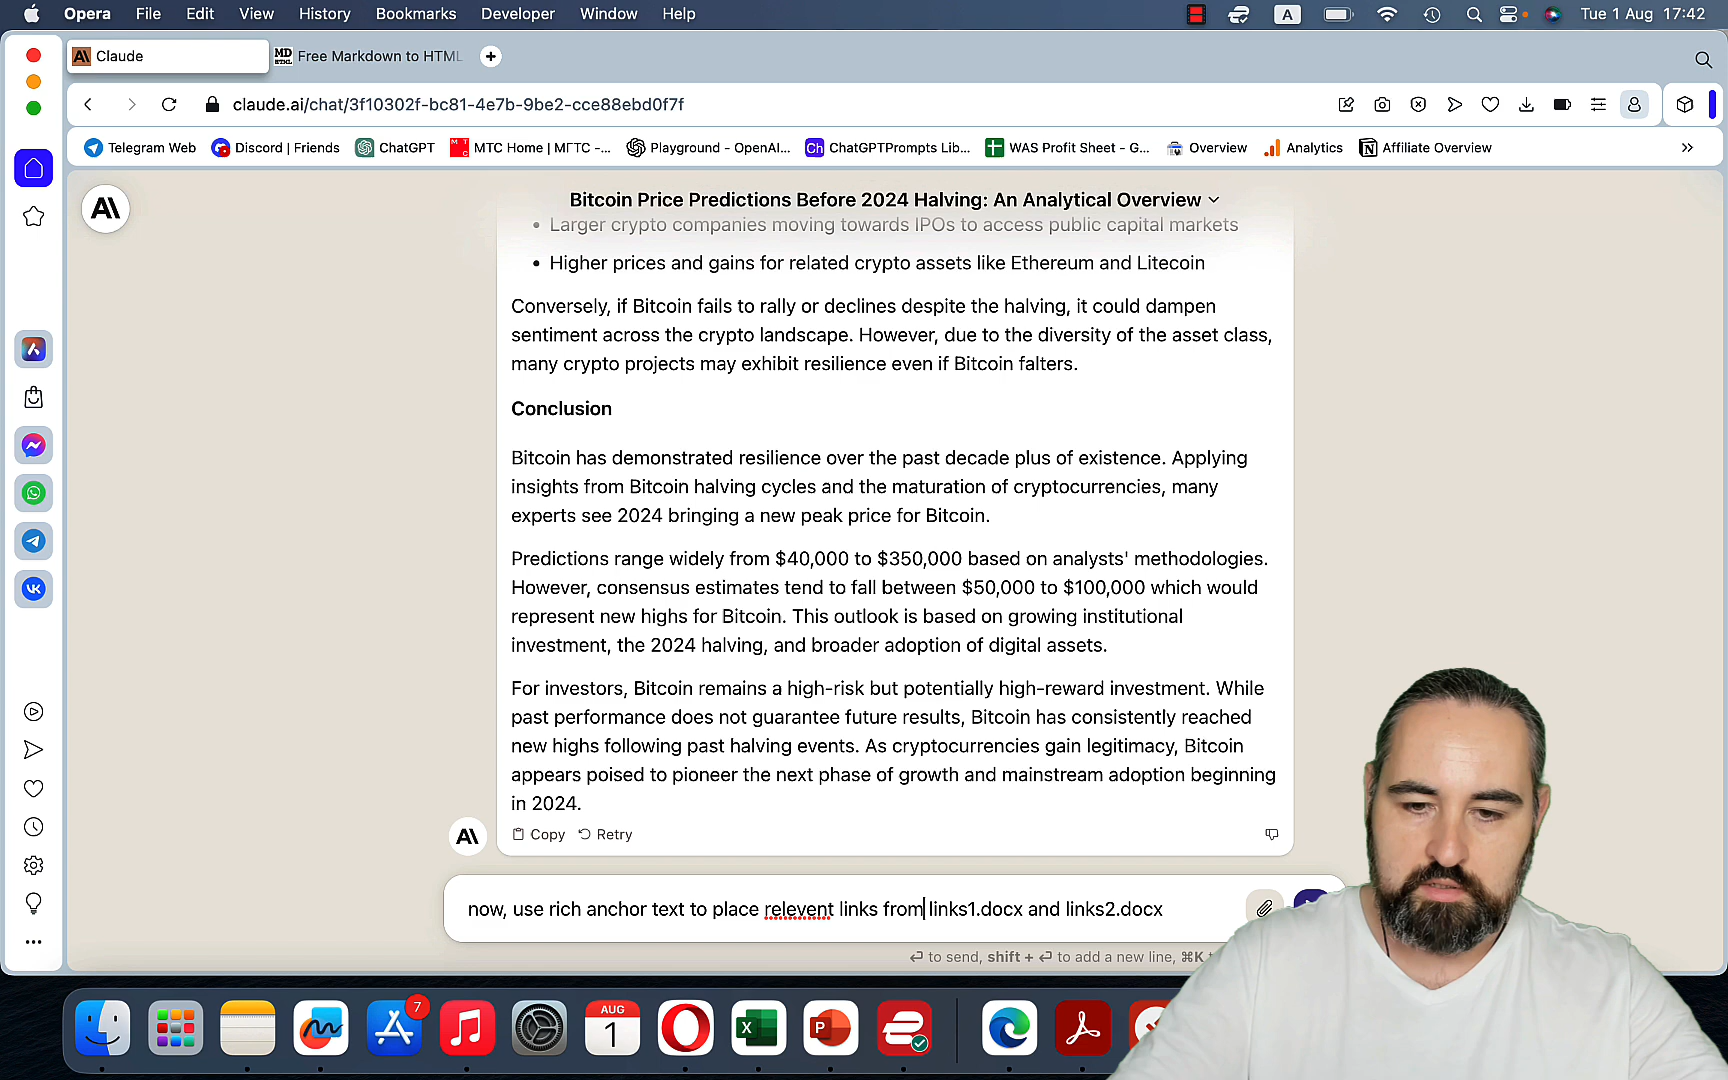 Opera File Edit View History Bookmarks Developer Window Help A Tue 1 Aug 17:42
Claude MD HTML Free Markdown to HTML
claude.ai/chat/3f10302f-bc81-4e7b-9be2-cce88ebd0f7f
Telegram Web Discord | Friends ChatGPT МТС МТС Home | МГТС -... Playground - OpenAI... Ch ChatGPTPrompts Lib... WAS Profit Sheet - G... Overview Analytics Affiliate Overview
Bitcoin Price Predictions Before 2024 Halving: An Analytical Overview
• Larger crypto companies moving towards IPOs to access public capital markets
• Higher prices and gains for related crypto assets like Ethereum and Litecoin
Conversely, if Bitcoin fails to rally or declines despite the halving, it could dampen
sentiment across the crypto landscape. However, due to the diversity of the asset class,
many crypto projects may exhibit resilience even if Bitcoin falters.
Conclusion
Bitcoin has demonstrated resilience over the past decade plus of existence. Applying
insights from Bitcoin halving cycles and the maturation of cryptocurrencies, many
experts see 2024 bringing a new peak price for Bitcoin.
Predictions range widely from $40,000 to $350,000 based on analysts' methodologies.
However, consensus estimates tend to fall between $50,000 to $100,000 which would
represent new highs for Bitcoin. This outlook is based on growing institutional
investment, the 2024 halving, and broader adoption of digital assets.
For investors, Bitcoin remains a high-risk but potentially high-reward investment. While
past performance does not guarantee future results, Bitcoin has consistently reached
new highs following past halving events. As cryptocurrencies gain legitimacy, Bitcoin
appears poised to pioneer the next phase of growth and mainstream adoption beginning
in 2024.
Copy Retry
now, use rich anchor text to place relevent links from links1.docx and links2.docx
to send, shift + to add a new line, ⌘K
7
AUG
1